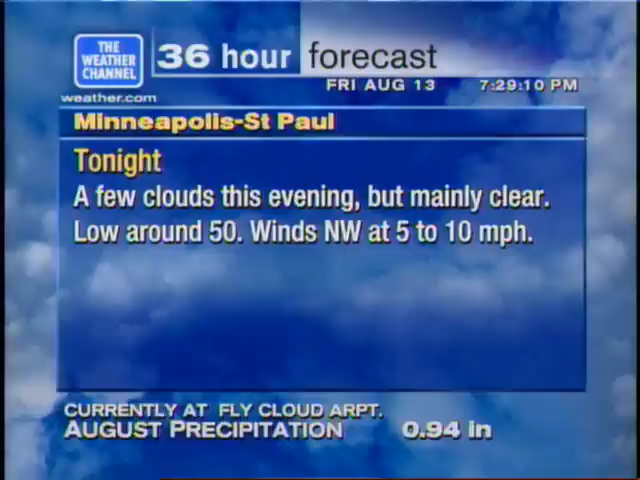 THE
WEATHER
CHANNEL
weather.com
36 hour forecast
FRI AUG 13 7:29:10 PM
Minneapolis-St Paul
Tonight
A few clouds this evening, but mainly clear.
Low around 50. Winds NW at 5 to 10 mph.
CURRENTLY AT FLY CLOUD ARPT.
AUGUST PRECIPITATION 0.94 in